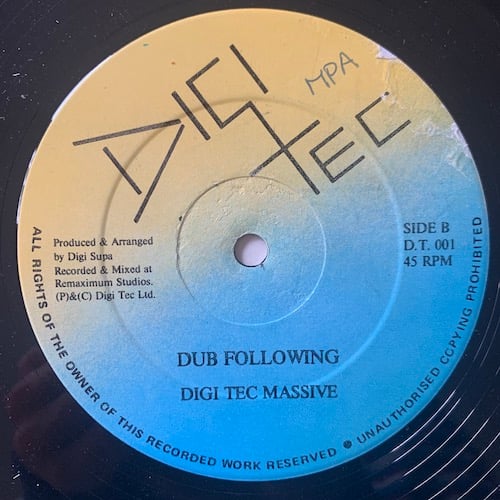 DIGI
TEC
MPA
Produced & Arranged
by Digi Supa
Recorded & Mixed at
Remaximum Studios.
(P)&(C) Digi Tec Ltd.
SIDE B
D.T. 001
45 RPM
DUB FOLLOWING
DIGI TEC MASSIVE
ALL RIGHTS OF THE OWNER OF THIS RECORDED WORK RESERVED ● UNAUTHORISED COPYING PROHIBITED